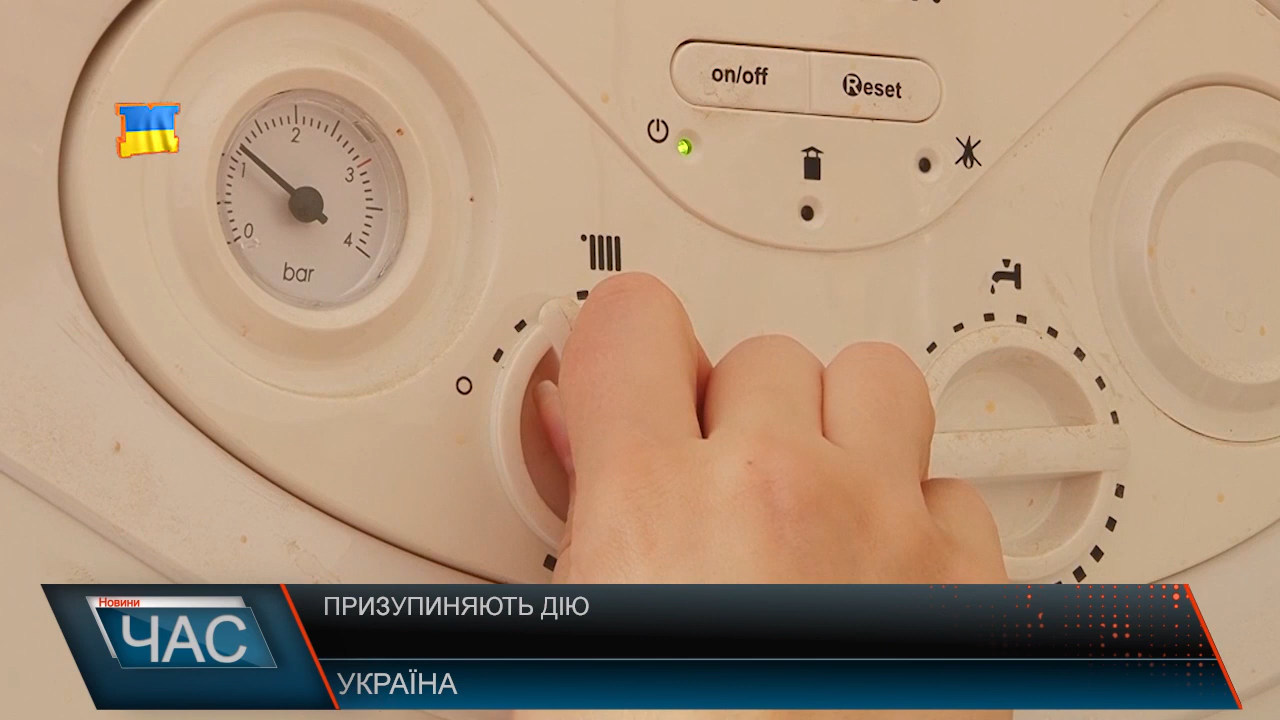 on/off
Reset
2
1
3
0
4
bar
Новини
ЧАС
ПРИЗУПИНЯЮТЬ ДІЮ
УКРАЇНА